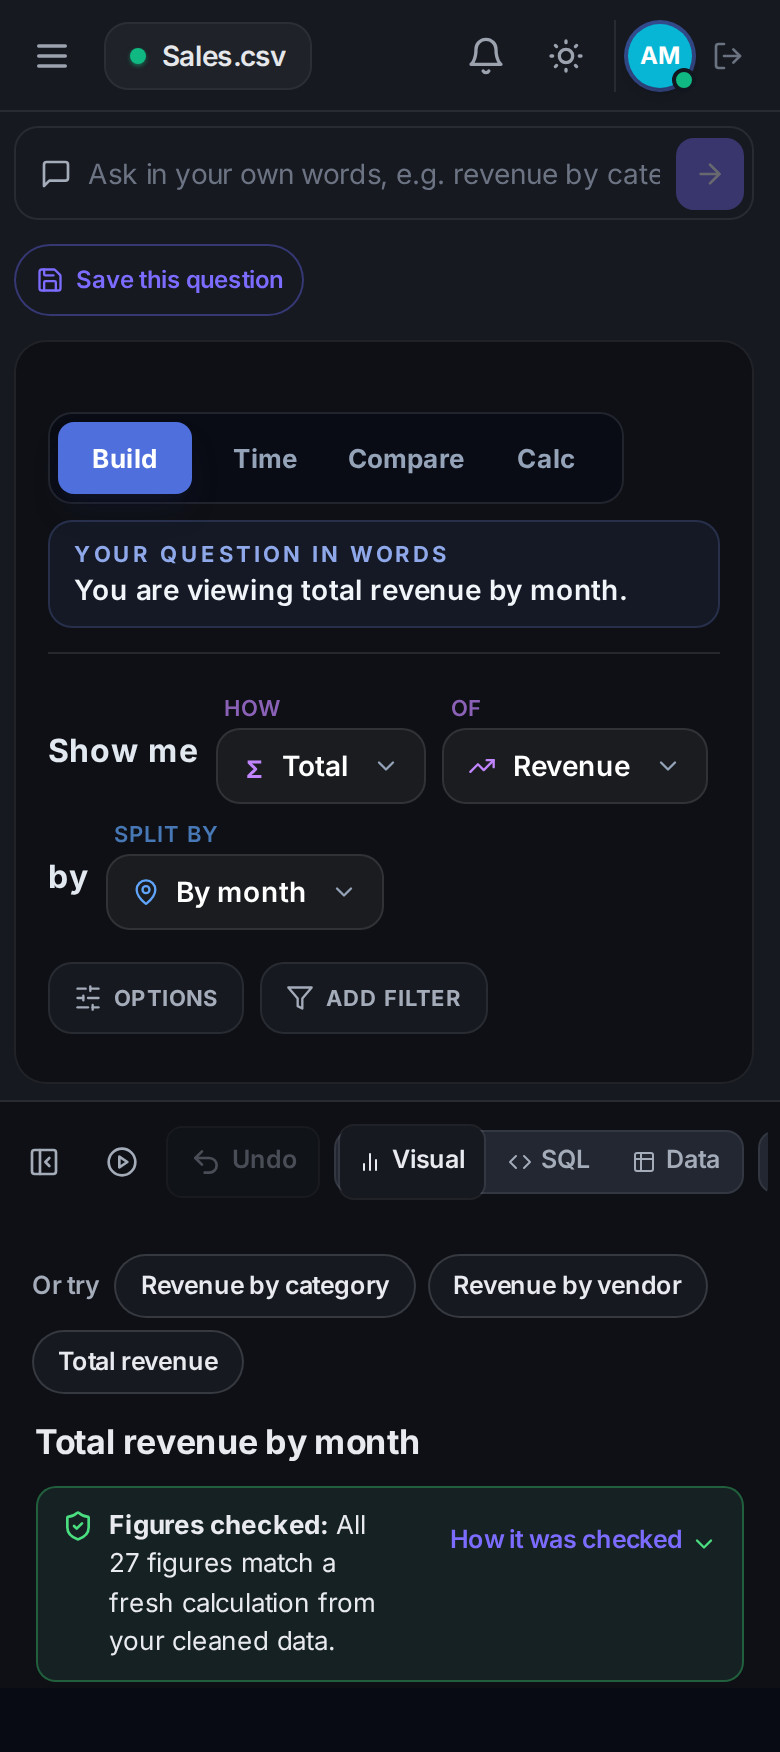 Sales.csv
AM
Ask in your own words, e.g. revenue by cate
Save this question
Build Time Compare Calc
YOUR QUESTION IN WORDS
You are viewing total revenue by month.
HOW OF
Show me Σ Total Revenue
SPLIT BY
by By month
OPTIONS ADD FILTER
Undo Visual SQL Data
Or try Revenue by category Revenue by vendor
Total revenue
Total revenue by month
Figures checked: All How it was checked
27 figures match a
fresh calculation from
your cleaned data.